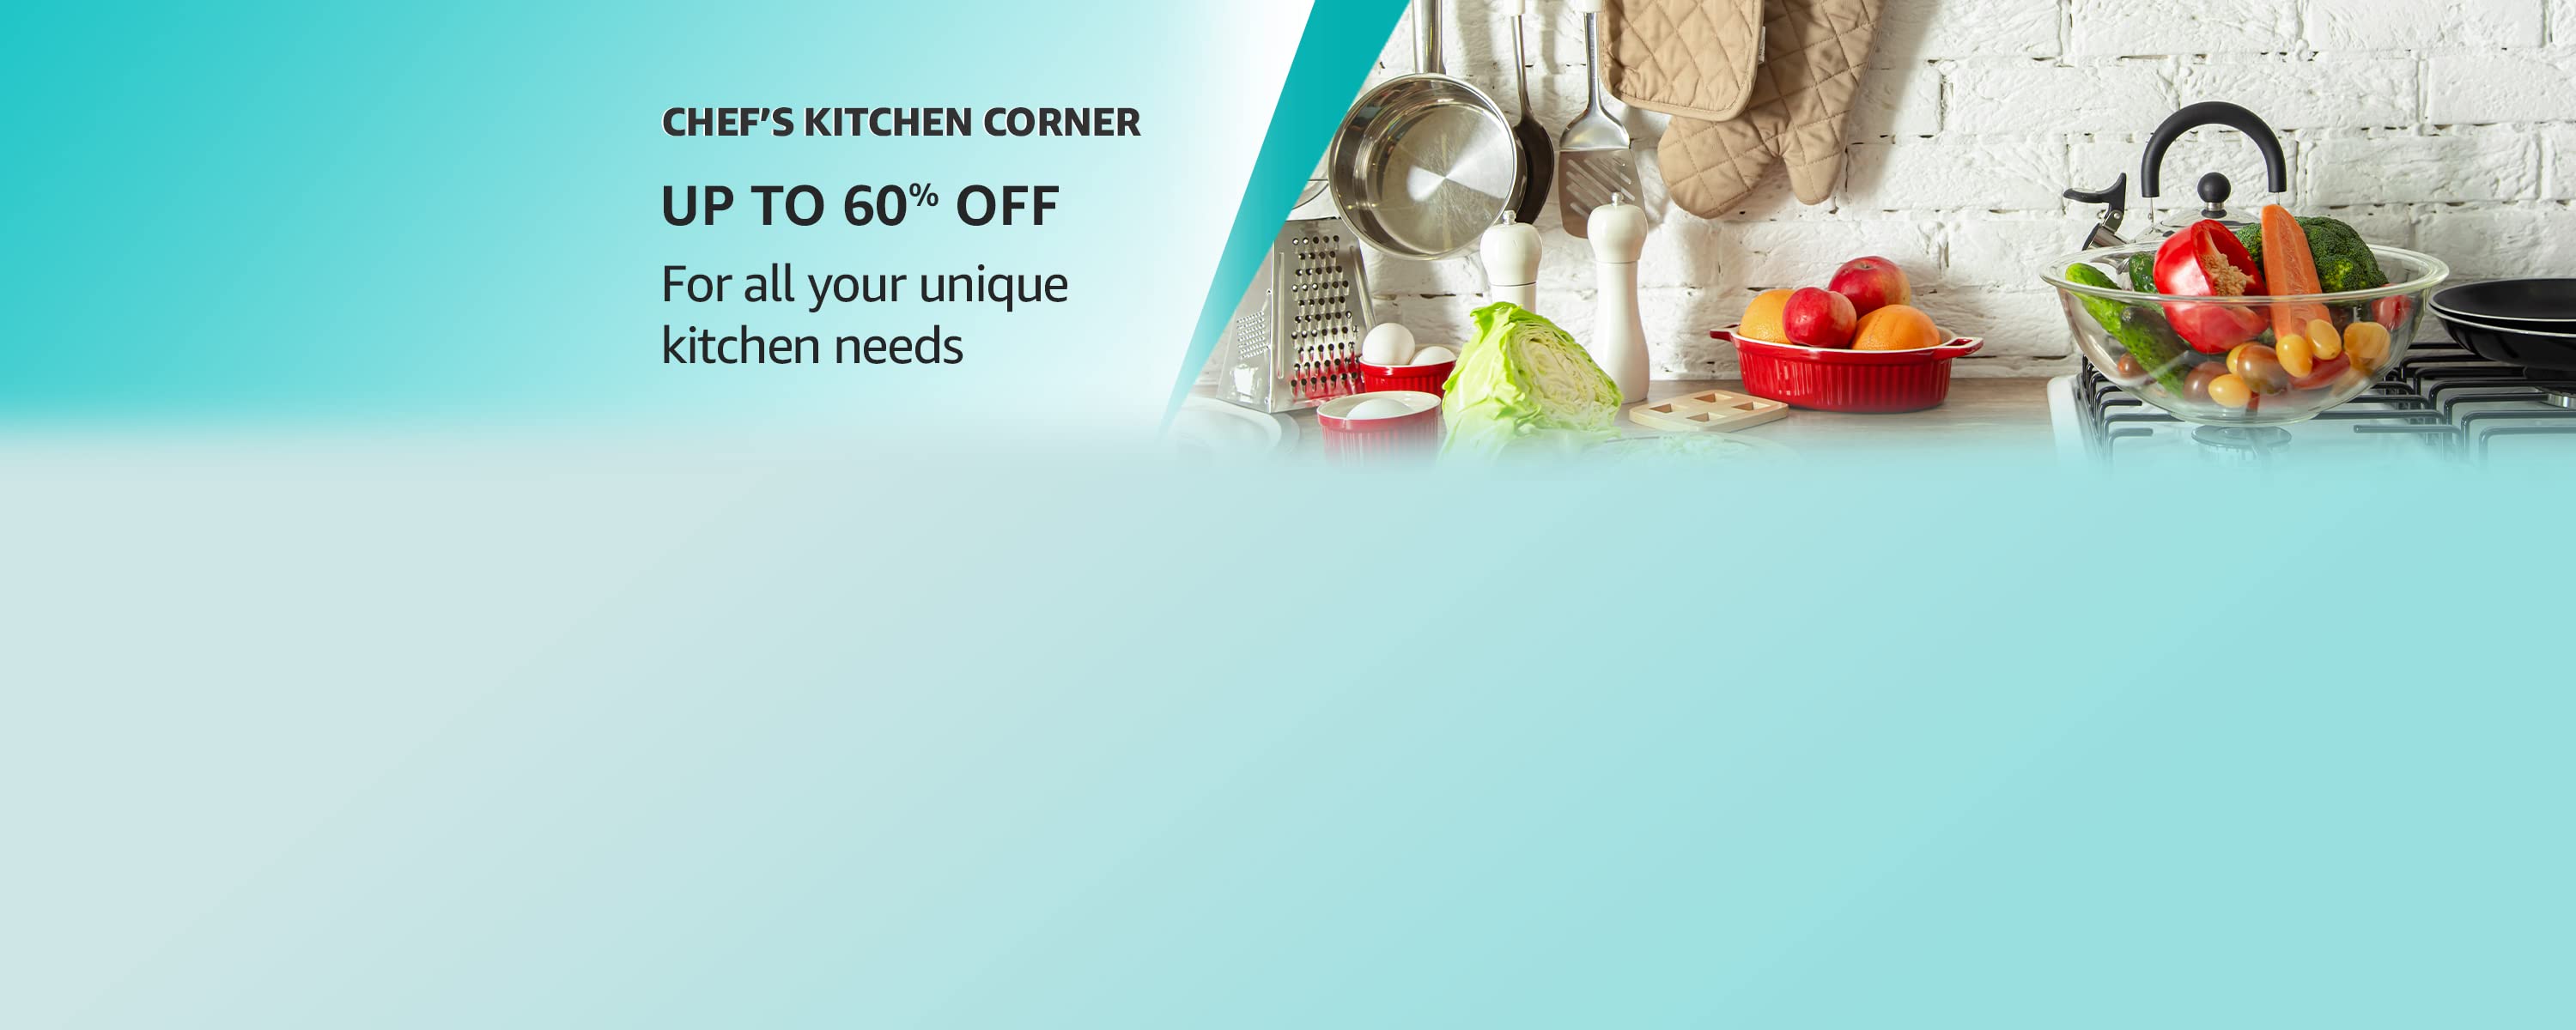 CHEF'S KITCHEN CORNER
UP TO 60% OFF
For all your unique
kitchen needs